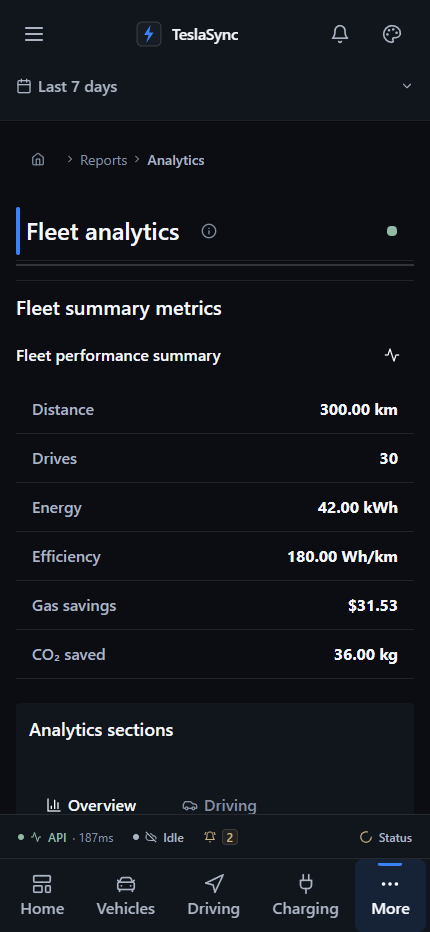 TeslaSync
Last 7 days
Reports > Analytics
Fleet analytics
Fleet summary metrics
Fleet performance summary
Distance 300.00 km
Drives 30
Energy 42.00 kWh
Efficiency 180.00 Wh/km
Gas savings $31.53
CO₂ saved 36.00 kg
Analytics sections
Overview Driving
API · 187ms Idle 2 Status
Home Vehicles Driving Charging More